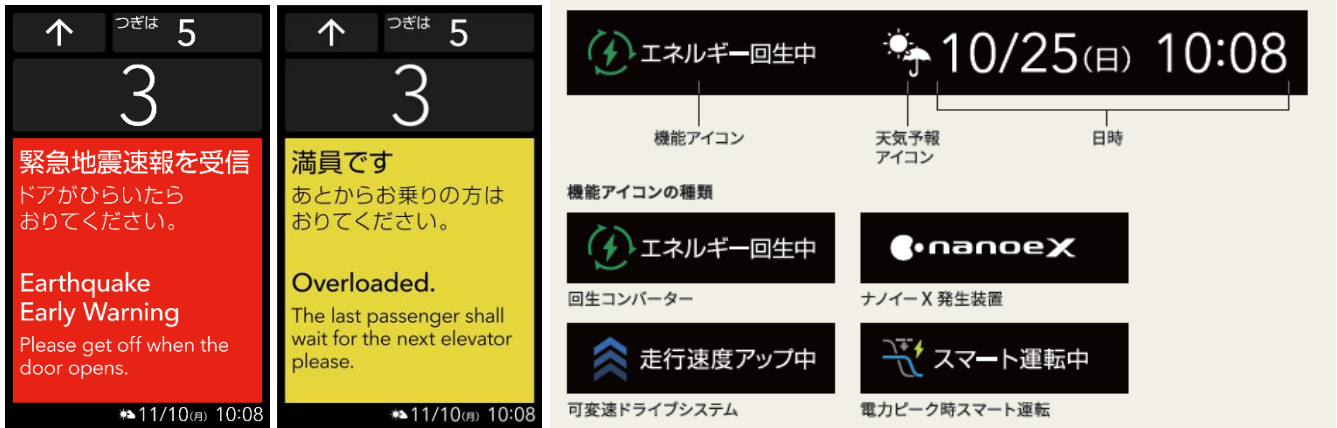 ↑
つぎは 5
3
緊急地震速報を受信
ドアがひらいたら
おりてください。
Earthquake
Early Warning
Please get off when the
door opens.
11/10(月) 10:08
↑
つぎは 5
3
満員です
あとからお乗りの方は
おりてください。
Overloaded.
The last passenger shall
wait for the next elevator
please.
11/10(月) 10:08
エネルギー回生中 10/25(日) 10:08
機能アイコン
天気予報
アイコン
日時
機能アイコンの種類
エネルギー回生中
回生コンバーター
nanoeX
ナノイー X 発生装置
走行速度アップ中
可変速ドライブシステム
スマート運転中
電力ピーク時スマート運転